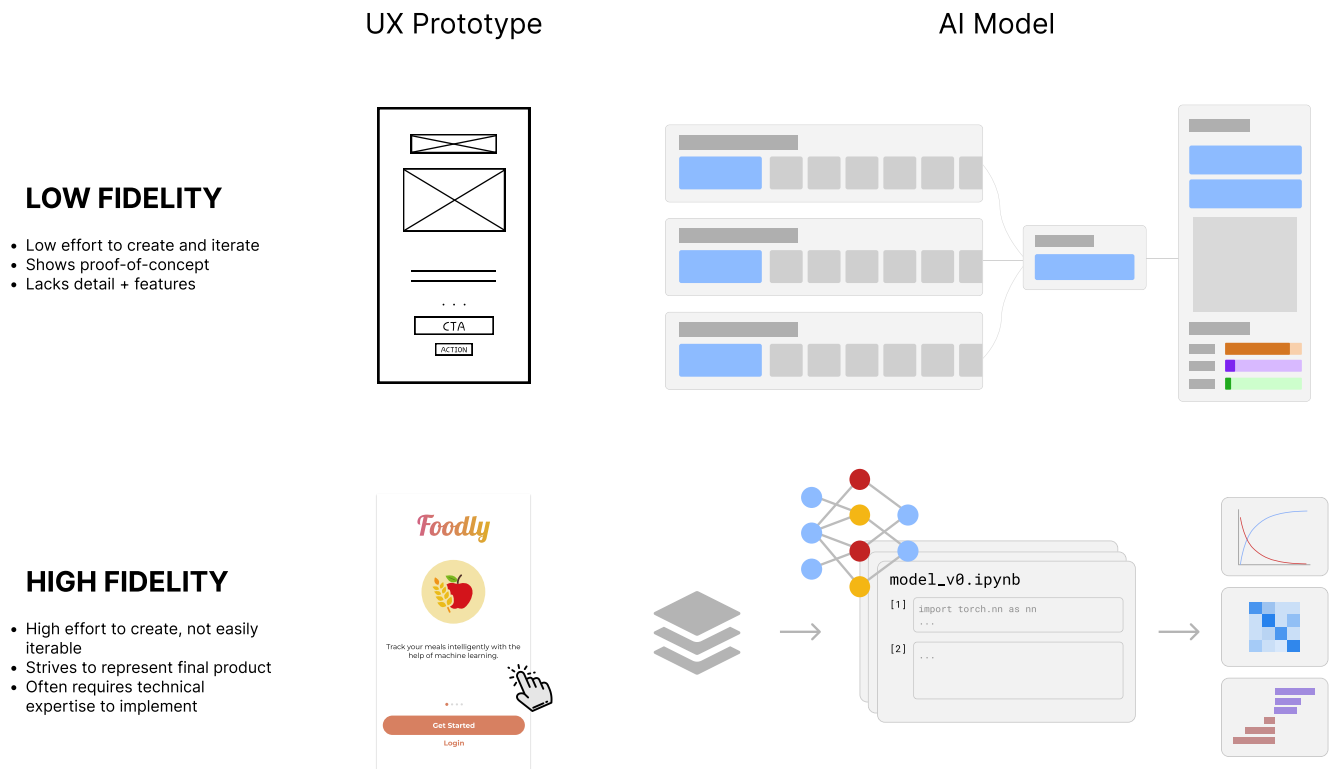 UX Prototype
AI Model
LOW FIDELITY
• Low effort to create and iterate
• Shows proof-of-concept
• Lacks detail + features
. . .
CTA
ACTION
HIGH FIDELITY
• High effort to create, not easily
iterable
• Strives to represent final product
• Often requires technical
expertise to implement
Foodly
Track your meals intelligently with the
help of machine learning.
Get Started
Login
model_v0.ipynb
[1]
import torch.nn as nn
...
[2]
...